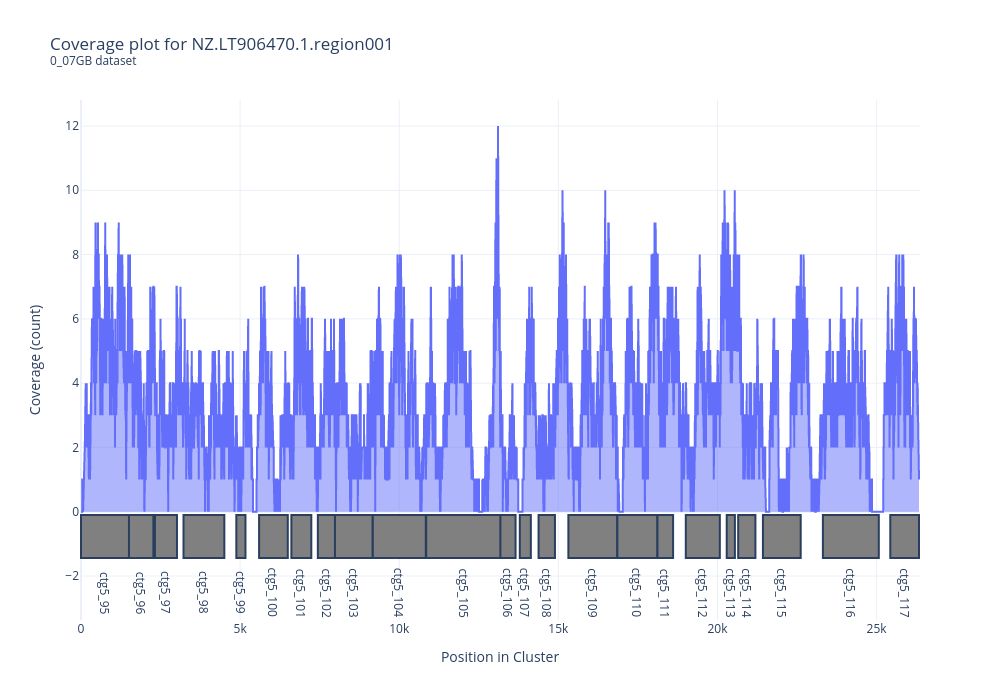 Coverage plot for NZ.LT906470.1.region001
0_07GB dataset
Coverage (count)
12
10
8
6
4
2
0
−2
ctg5_95
ctg5_96
ctg5_97
ctg5_98
ctg5_99
ctg5_100
ctg5_101
ctg5_102
ctg5_103
ctg5_104
ctg5_105
ctg5_106
ctg5_107
ctg5_108
ctg5_109
ctg5_110
ctg5_111
ctg5_112
ctg5_113
ctg5_114
ctg5_115
ctg5_116
ctg5_117
0
5k
10k
15k
20k
25k
Position in Cluster